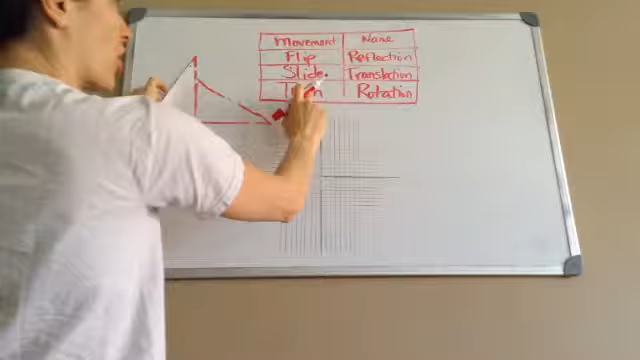 Movement Name
Flip Reflection
Slide Translation
Turn Rotation